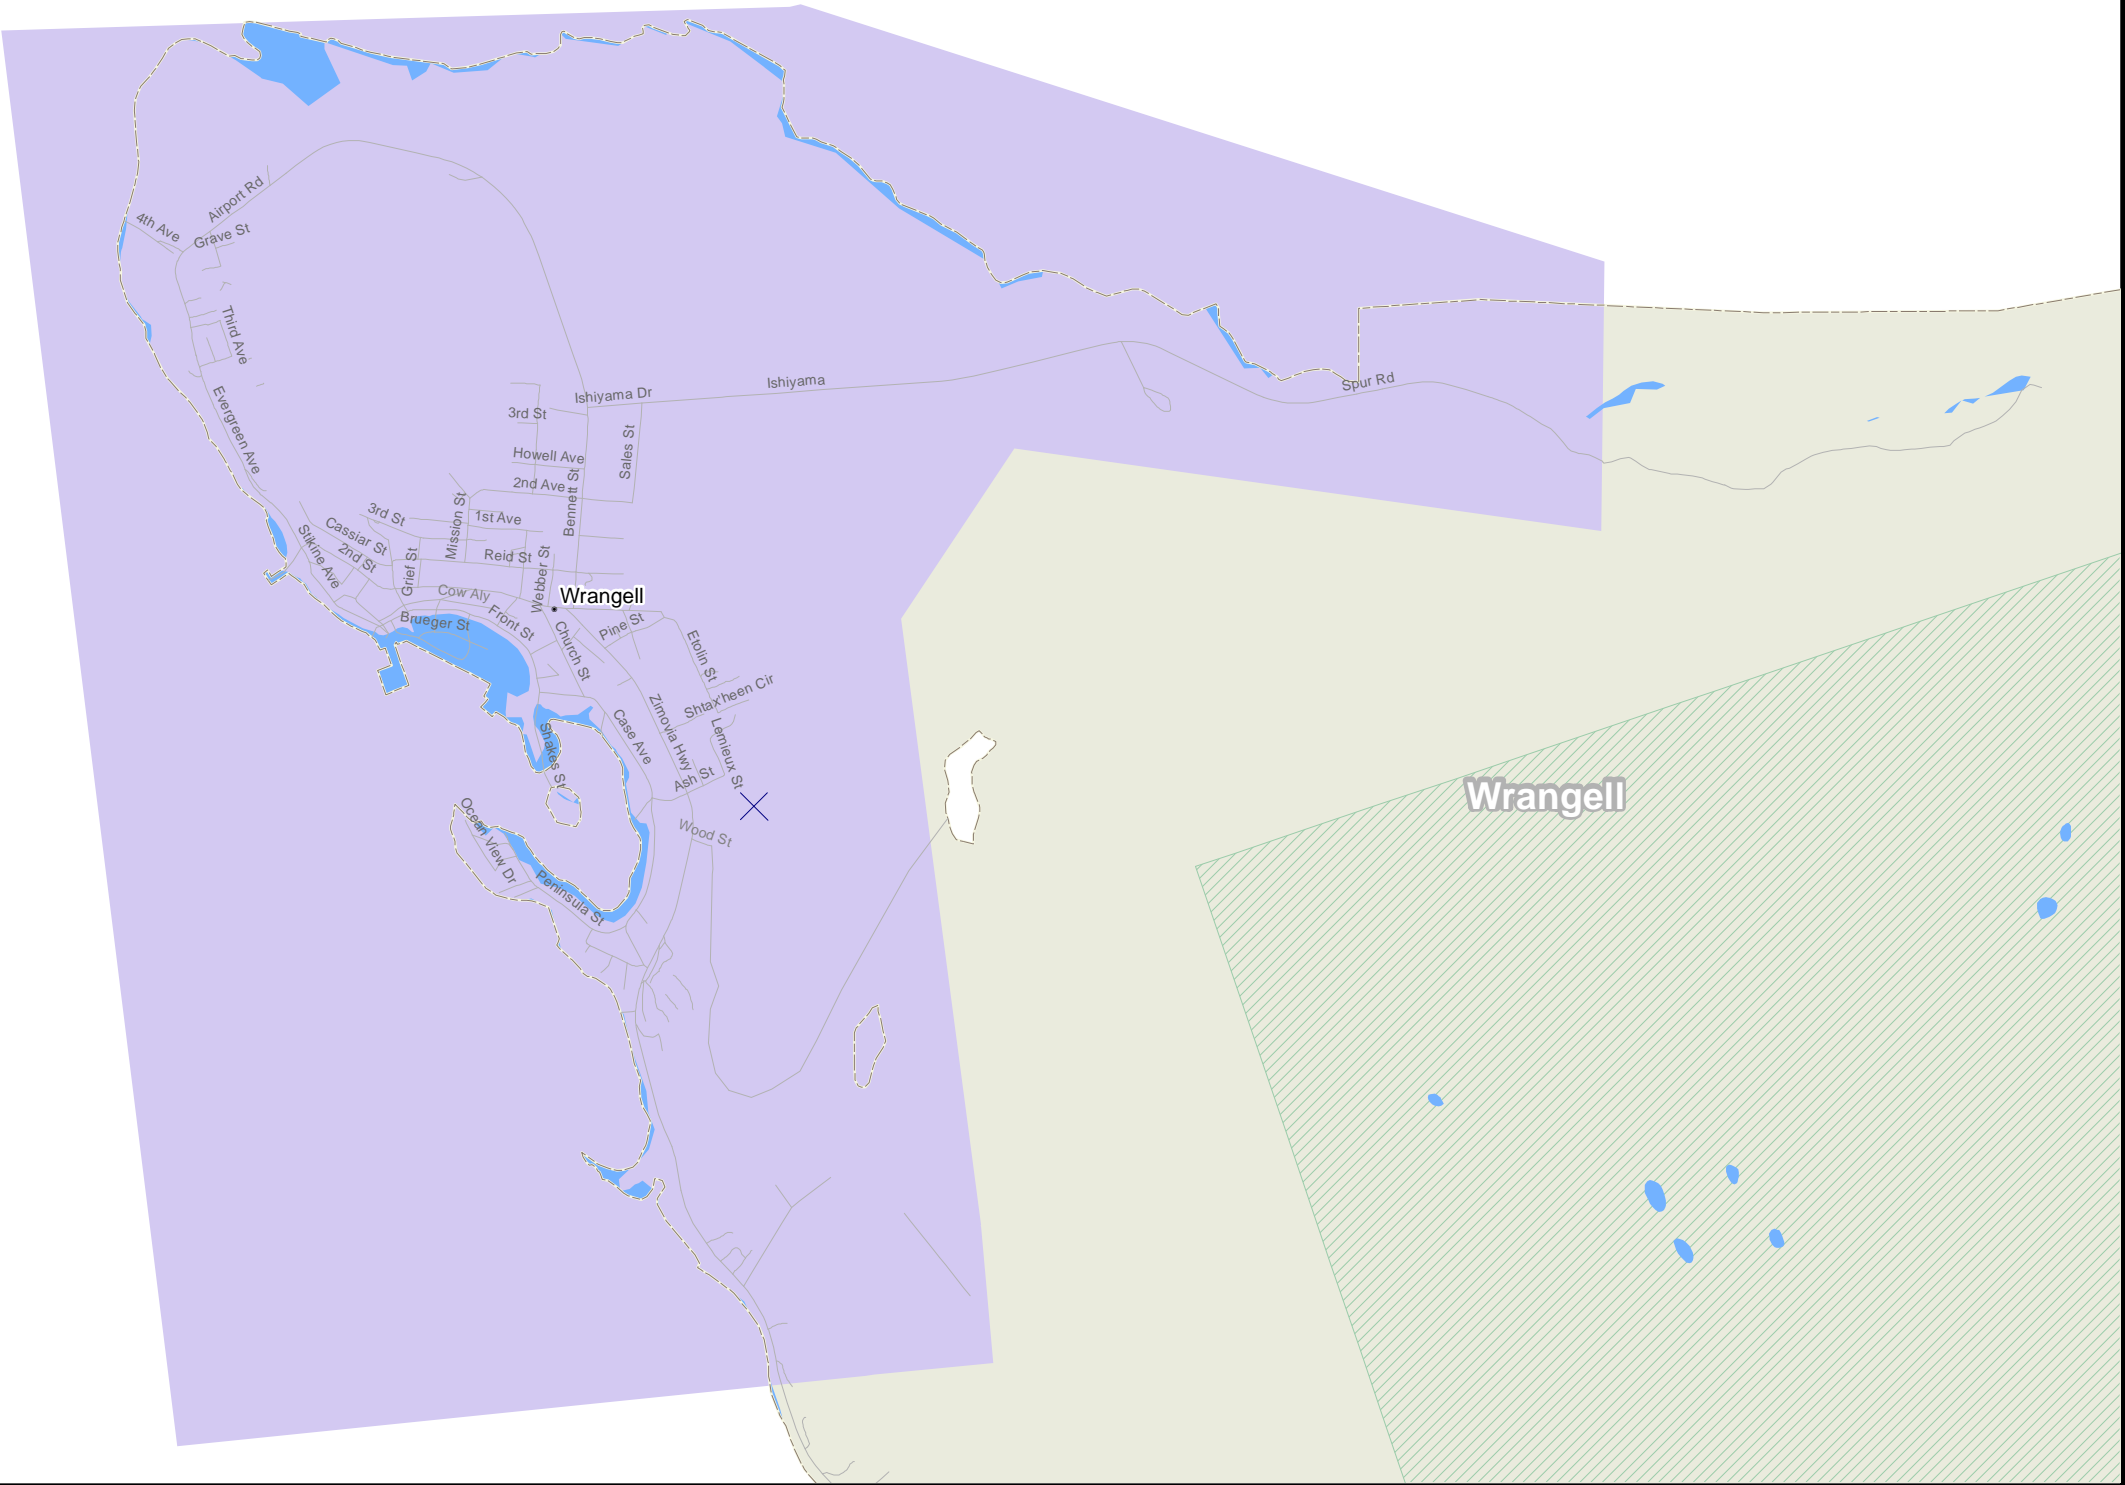 Airport Rd
4th Ave
Grave St
Third Ave
Ishiyama
Spur Rd
Ishiyama Dr
3rd St
Evergreen Ave
Sales St
Howell Ave
2nd Ave
Bennett St
3rd St
1st Ave
Mission St
Cassiar St
2nd St
Stikine Ave
Reid St
Grief St
Webber St
Cow Aly
Wrangell
Brueger St
Front St
Pine St
Church St
Etolin St
Shtax'heen Cir
Zimovia Hwy
Case Ave
Lemieux St
Shakes St
Ash St
Wrangell
Ocean View Dr
Wood St
Peninsula St